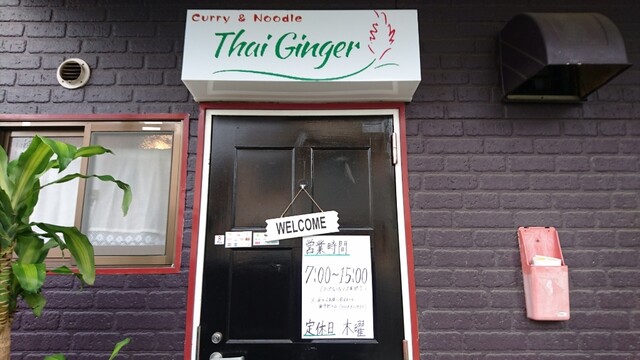 Curry & Noodle
Thai Ginger
WELCOME
営業時間
7:00~15:00
定休日 木曜